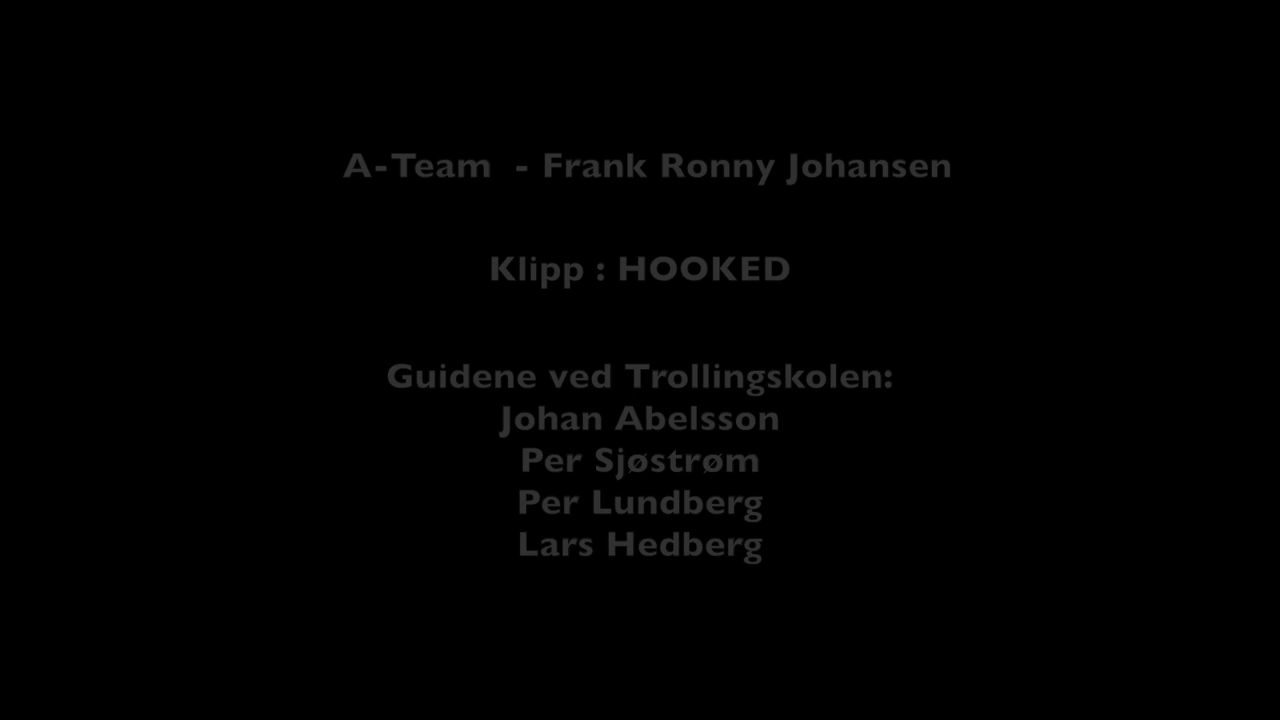 A-Team - Frank Ronny Johansen
Klipp : HOOKED
Guidene ved Trollingskolen:
Johan Abelsson
Per Sjøstrøm
Per Lundberg
Lars Hedberg